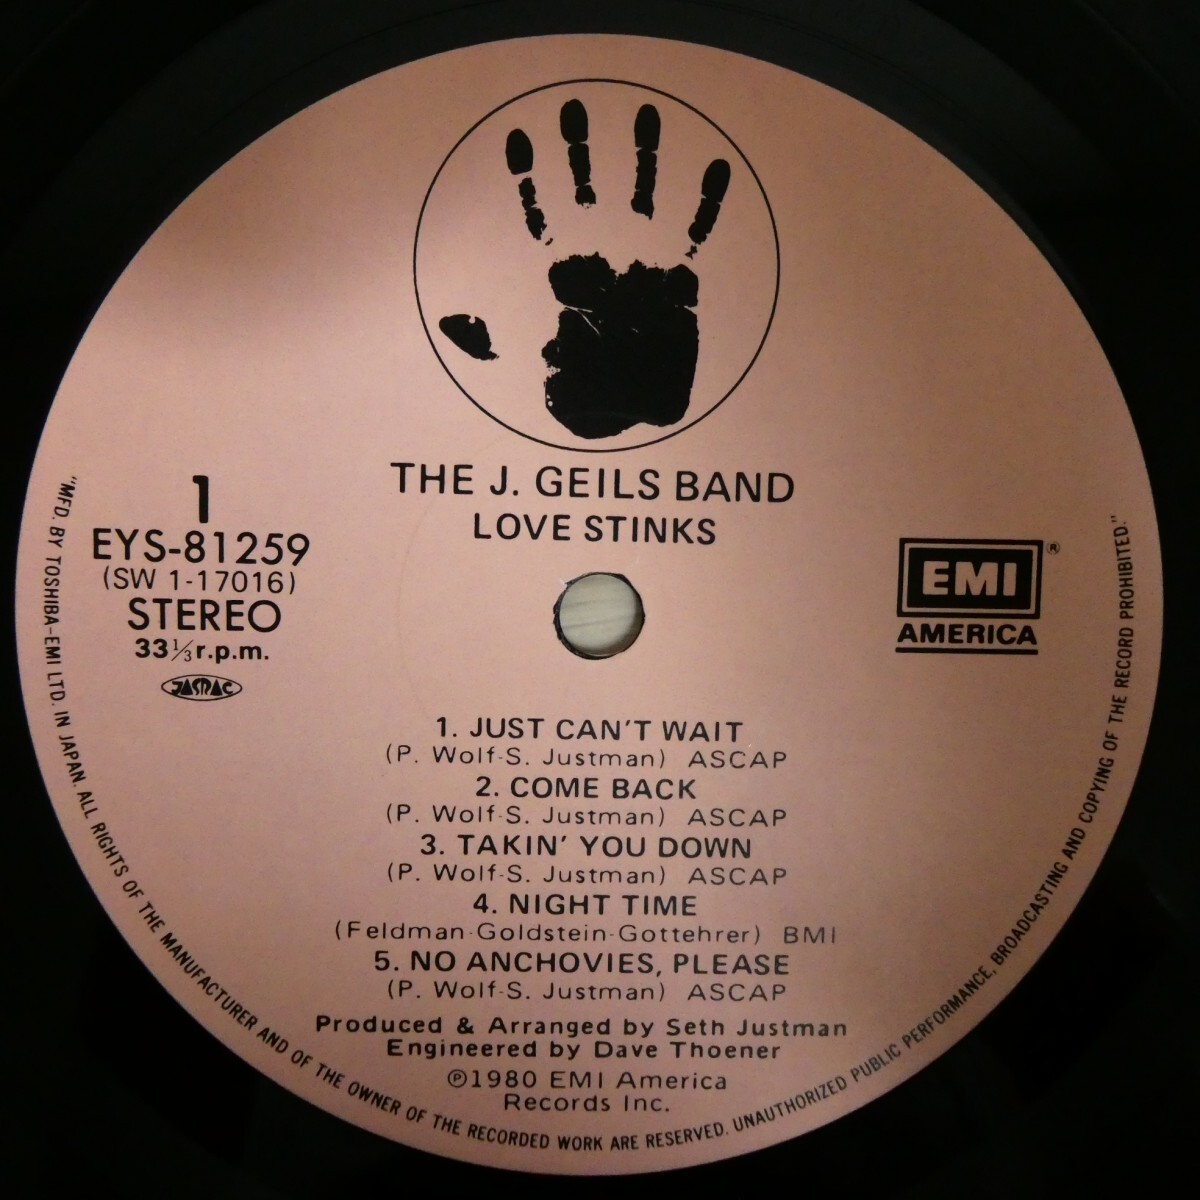 THE J. GEILS BAND
LOVE STINKS
1
EYS-81259
(SW 1-17016)
STEREO
33⅓r.p.m.
JASRAC
EMI ®
AMERICA
1. JUST CAN'T WAIT
(P. Wolf-S. Justman) ASCAP
2. COME BACK
(P. Wolf-S. Justman) ASCAP
3. TAKIN' YOU DOWN
(P. Wolf-S. Justman) ASCAP
4. NIGHT TIME
(Feldman-Goldstein-Gottehrer) BMI
5. NO ANCHOVIES, PLEASE
(P. Wolf-S. Justman) ASCAP
Produced & Arranged by Seth Justman
Engineered by Dave Thoener
℗1980 EMI America
Records Inc.
"MFD. BY TOSHIBA-EMI LTD. IN JAPAN. ALL RIGHTS OF THE MANUFACTURER AND OF THE OWNER OF THE RECORDED WORK ARE RESERVED. UNAUTHORIZED PUBLIC PERFORMANCE, BROADCASTING AND COPYING OF THE RECORD PROHIBITED."